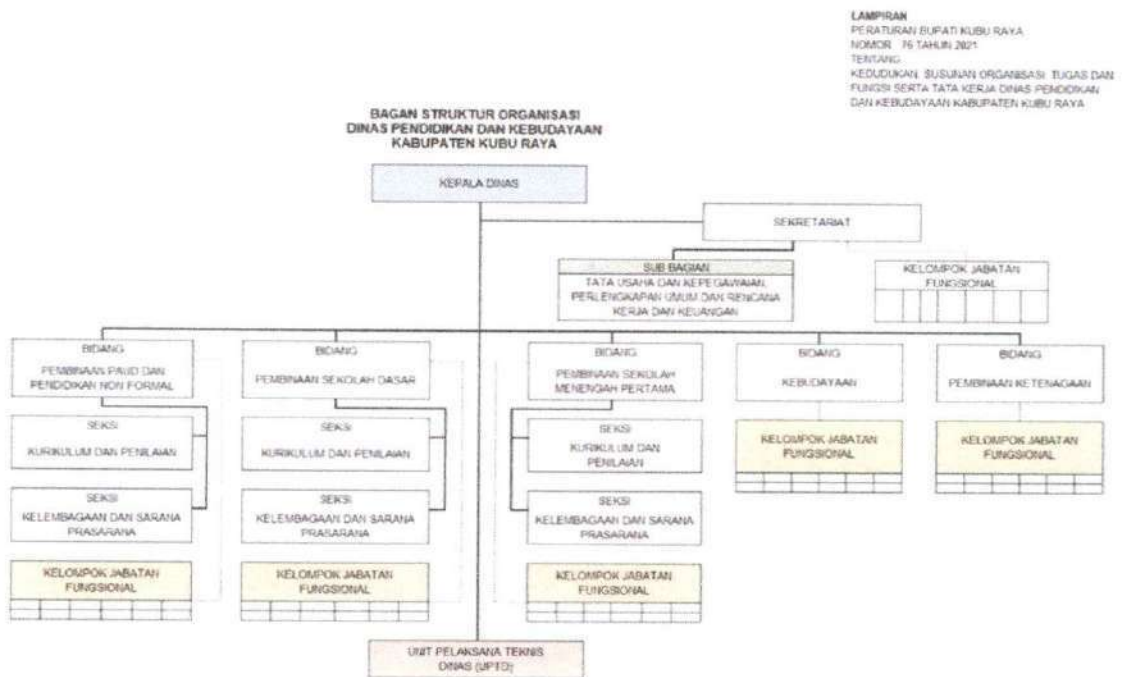 LAMPIRAN
PERATURAN BUPATI KUBU RAYA
NOMOR 76 TAHUN 2021
TENTANG
KEDUDUKAN, SUSUNAN ORGANISASI, TUGAS DAN
FUNGSI SERTA TATA KERJA DINAS PENDIDIKAN
DAN KEBUDAYAAN KABUPATEN KUBU RAYA
BAGAN STRUKTUR ORGANISASI
DINAS PENDIDIKAN DAN KEBUDAYAAN
KABUPATEN KUBU RAYA
KEPALA DINAS
SEKRETARIAT
SUB BAGIAN
TATA USAHA DAN KEPEGAWAIAN,
PERLENGKAPAN UMUM DAN RENCANA
KERJA DAN KEUANGAN
KELOMPOK JABATAN
FUNGSIONAL
BIDANG
PEMBINAAN PAUD DAN
PENDIDIKAN NON FORMAL
SEKSI
KURIKULUM DAN PENILAIAN
SEKSI
KELEMBAGAAN DAN SARANA
PRASARANA
KELOMPOK JABATAN
FUNGSIONAL
BIDANG
PEMBINAAN SEKOLAH DASAR
SEKSI
KURIKULUM DAN PENILAIAN
SEKSI
KELEMBAGAAN DAN SARANA
PRASARANA
KELOMPOK JABATAN
FUNGSIONAL
BIDANG
PEMBINAAN SEKOLAH
MENENGAH PERTAMA
SEKSI
KURIKULUM DAN
PENILAIAN
SEKSI
KELEMBAGAAN DAN SARANA
PRASARANA
KELOMPOK JABATAN
FUNGSIONAL
BIDANG
KEBUDAYAAN
KELOMPOK JABATAN
FUNGSIONAL
BIDANG
PEMBINAAN KETENAGAAN
KELOMPOK JABATAN
FUNGSIONAL
UNIT PELAKSANA TEKNIS
DINAS (UPTD)